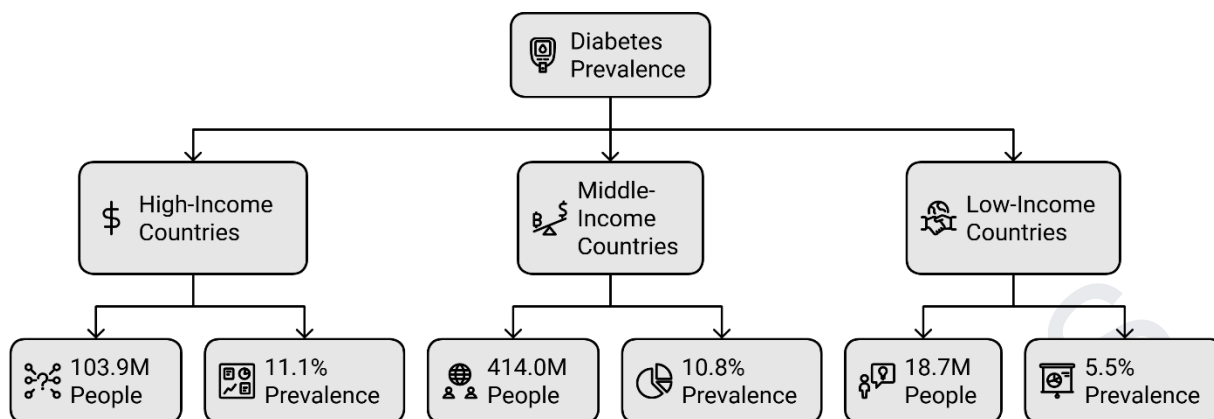 Diabetes
Prevalence
High-Income
Countries
Middle-
Income
Countries
Low-Income
Countries
103.9M
People
11.1%
Prevalence
414.0M
People
10.8%
Prevalence
18.7M
People
5.5%
Prevalence